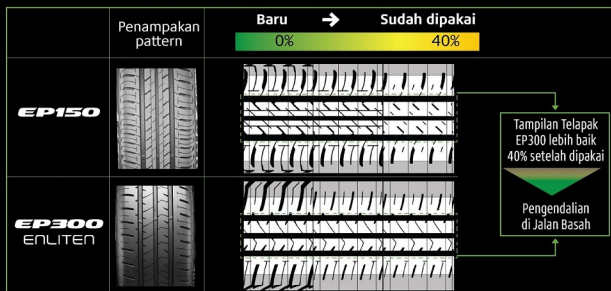 Penampakan
pattern
Baru → Sudah dipakai
0% 40%
EP150
EP300
ENLITEN
Tampilan Telapak
EP300 lebih baik
40% setelah dipakai
Pengendalian
di Jalan Basah